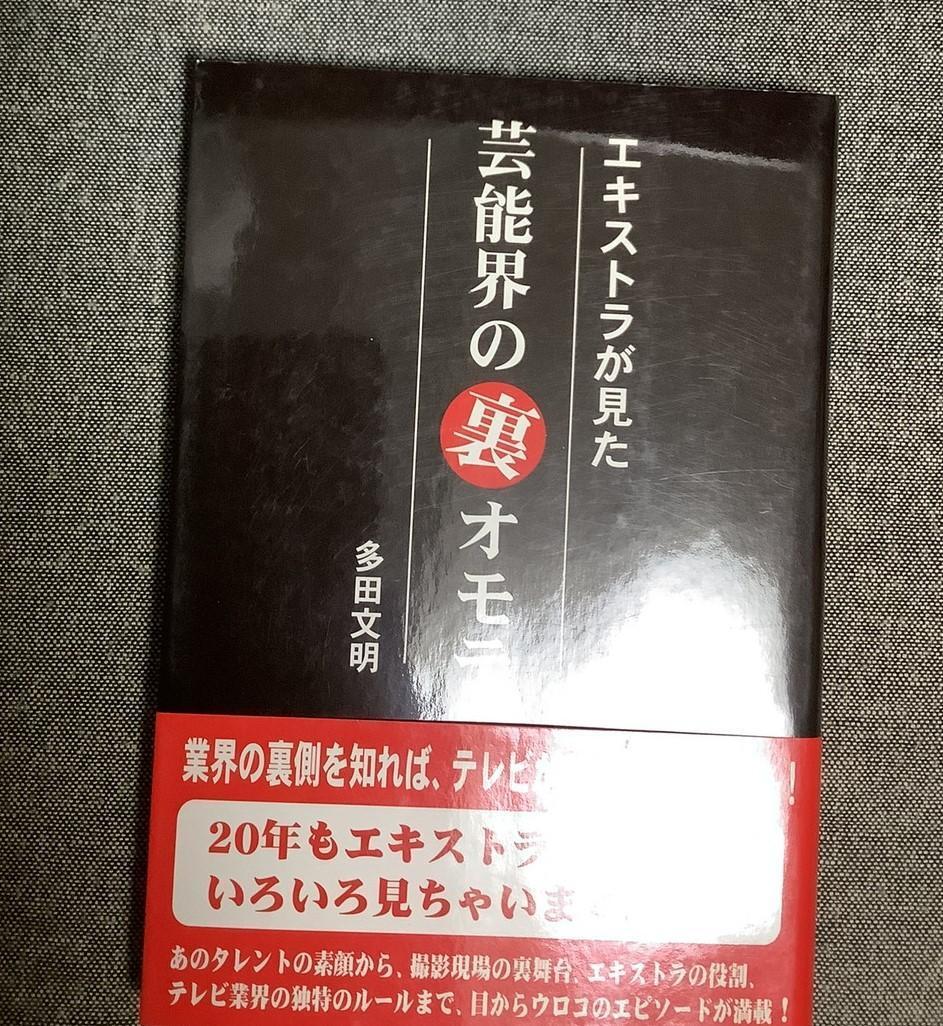 エキストラが見た
芸能界の裏オモテ
多田文明
業界の裏側を知れば、テレビ
!
20年もエキストラ
いろいろ見ちゃいま
あのタレントの素顔から、撮影現場の裏舞台、エキストラの役割、
テレビ業界の独特のルールまで、目からウロコのエピソードが満載!